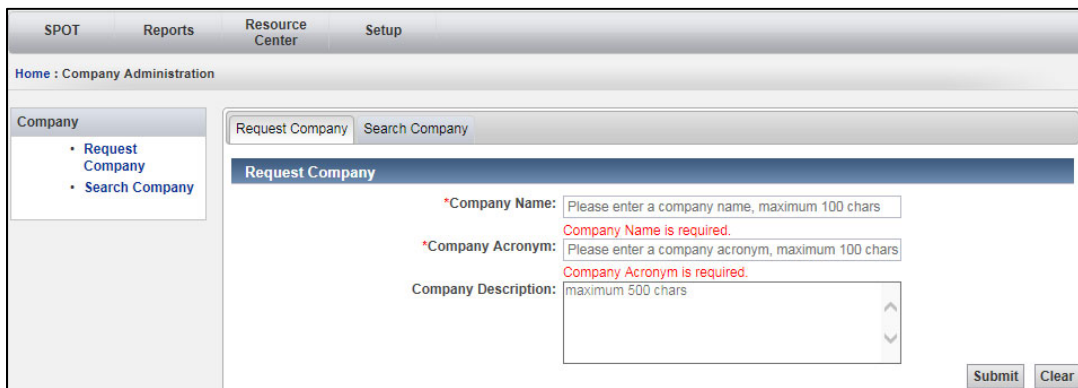 SPOT Reports Resource Center Setup
Home : Company Administration
Company
• Request Company
• Search Company
Request Company Search Company
Request Company
*Company Name: Please enter a company name, maximum 100 chars
Company Name is required.
*Company Acronym: Please enter a company acronym, maximum 100 chars
Company Acronym is required.
Company Description: maximum 500 chars
Submit Clear